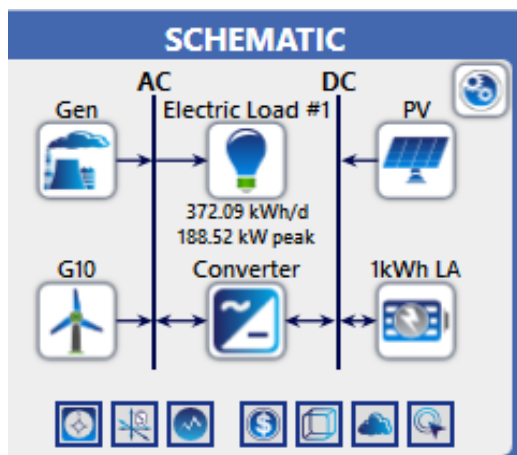 SCHEMATIC
AC DC
Gen Electric Load #1 PV
372.09 kWh/d
188.52 kW peak
G10 Converter 1kWh LA